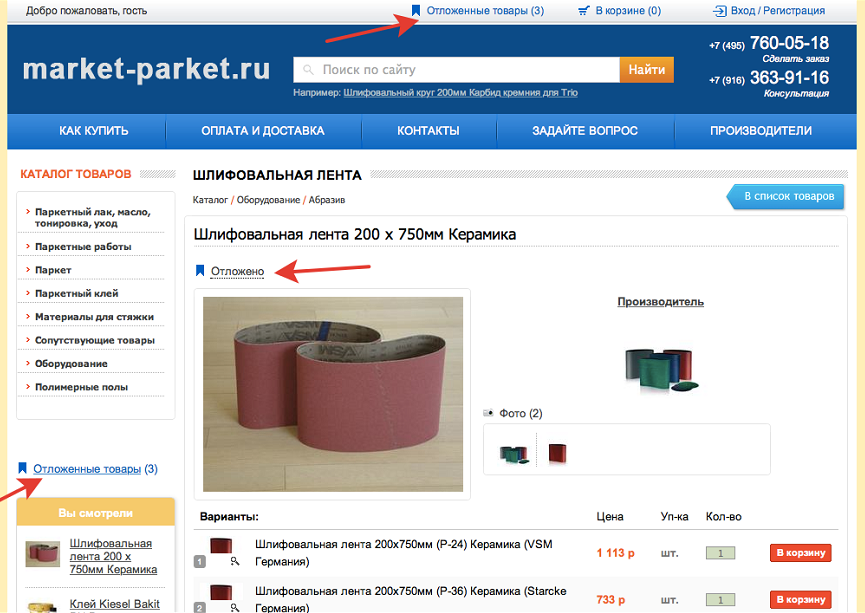 Добро пожаловать, гость
Отложенные товары (3)
В корзине (0)
Вход / Регистрация
market-parket.ru
Поиск по сайту
Найти
Например: Шлифовальный круг 200мм Карбид кремния для Trio
+7 (495) 760-05-18
Сделать заказ
+7 (916) 363-91-16
Консультация
КАК КУПИТЬ
ОПЛАТА И ДОСТАВКА
КОНТАКТЫ
ЗАДАЙТЕ ВОПРОС
ПРОИЗВОДИТЕЛИ
КАТАЛОГ ТОВАРОВ
Паркетный лак, масло,
тонировка, уход
Паркетные работы
Паркет
Паркетный клей
Материалы для стяжки
Сопутствующие товары
Оборудование
Полимерные полы
Отложенные товары (3)
Вы смотрели
Шлифовальная
лента 200 x
750мм Керамика
Клей Kiesel Bakit
ШЛИФОВАЛЬНАЯ ЛЕНТА
Каталог / Оборудование / Абразив
В список товаров
Шлифовальная лента 200 x 750мм Керамика
Отложено
VSM
Производитель
Фото (2)
Варианты:
Цена
Уп-ка
Кол-во
1
Шлифовальная лента 200x750мм (P-24) Керамика (VSM
Германия)
1 113 р
шт.
1
В корзину
2
Шлифовальная лента 200x750мм (P-36) Керамика (Starcke
Германия)
733 р
шт.
1
В корзину